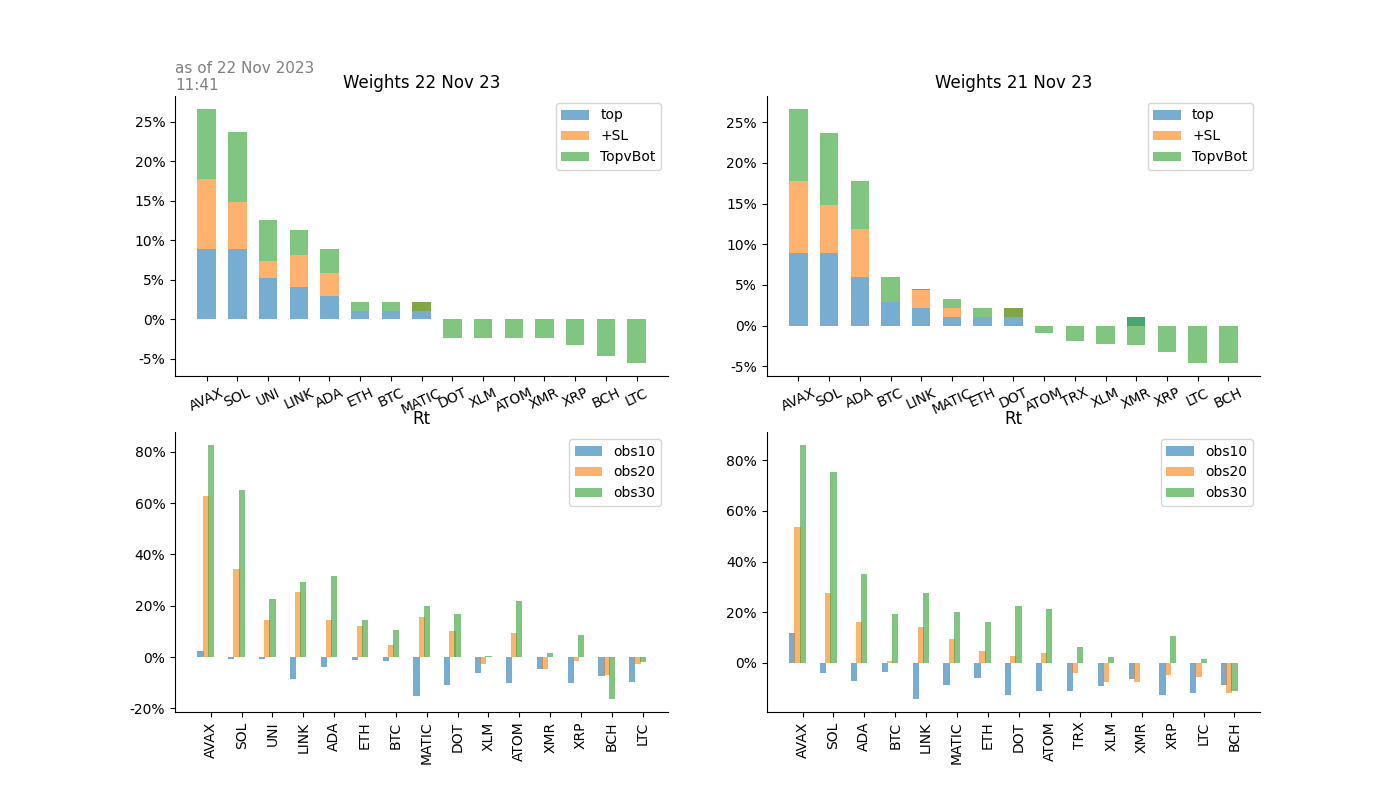 as of 22 Nov 2023
11:41
Weights 22 Nov 23
top
+SL
TopvBot
25%
20%
15%
10%
5%
0%
-5%
AVAX SOL UNI LINK ADA ETH BTC MATIC DOT XLM ATOM XMR XRP BCH LTC
Weights 21 Nov 23
top
+SL
TopvBot
25%
20%
15%
10%
5%
0%
-5%
AVAX SOL ADA BTC LINK MATIC ETH DOT ATOM TRX XLM XMR XRP LTC BCH
Rt
obs10
obs20
obs30
80%
60%
40%
20%
0%
-20%
AVAX SOL UNI LINK ADA ETH BTC MATIC DOT XLM ATOM XMR XRP BCH LTC
Rt
obs10
obs20
obs30
80%
60%
40%
20%
0%
AVAX SOL ADA BTC LINK MATIC ETH DOT ATOM TRX XLM XMR XRP LTC BCH